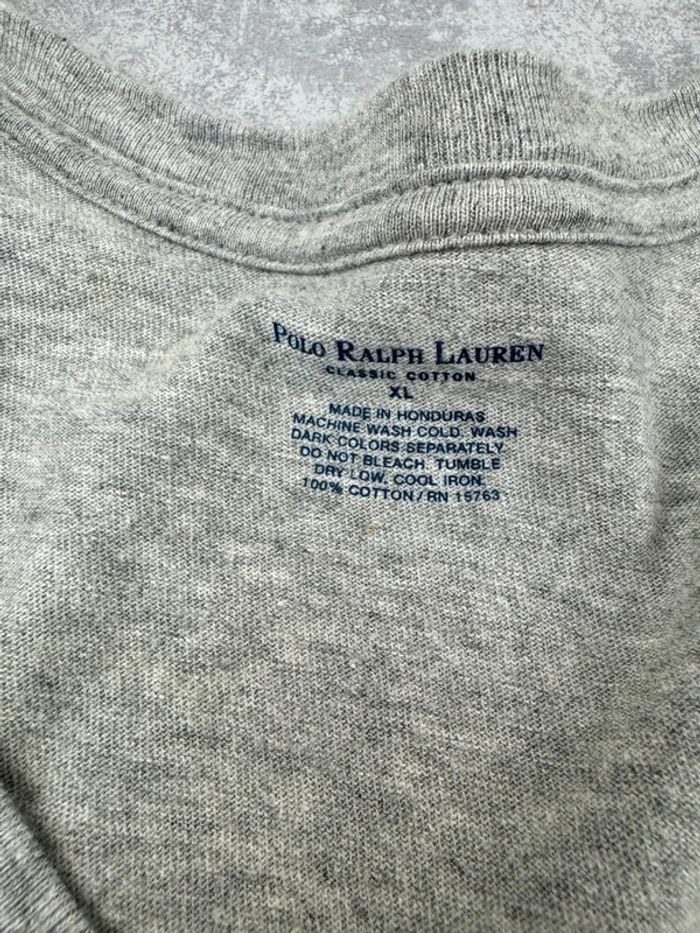 POLO RALPH LAUREN
CLASSIC COTTON
XL
MADE IN HONDURAS
MACHINE WASH COLD. WASH
DARK COLORS SEPARATELY.
DO NOT BLEACH. TUMBLE
DRY LOW. COOL IRON.
100% COTTON/RN 15763